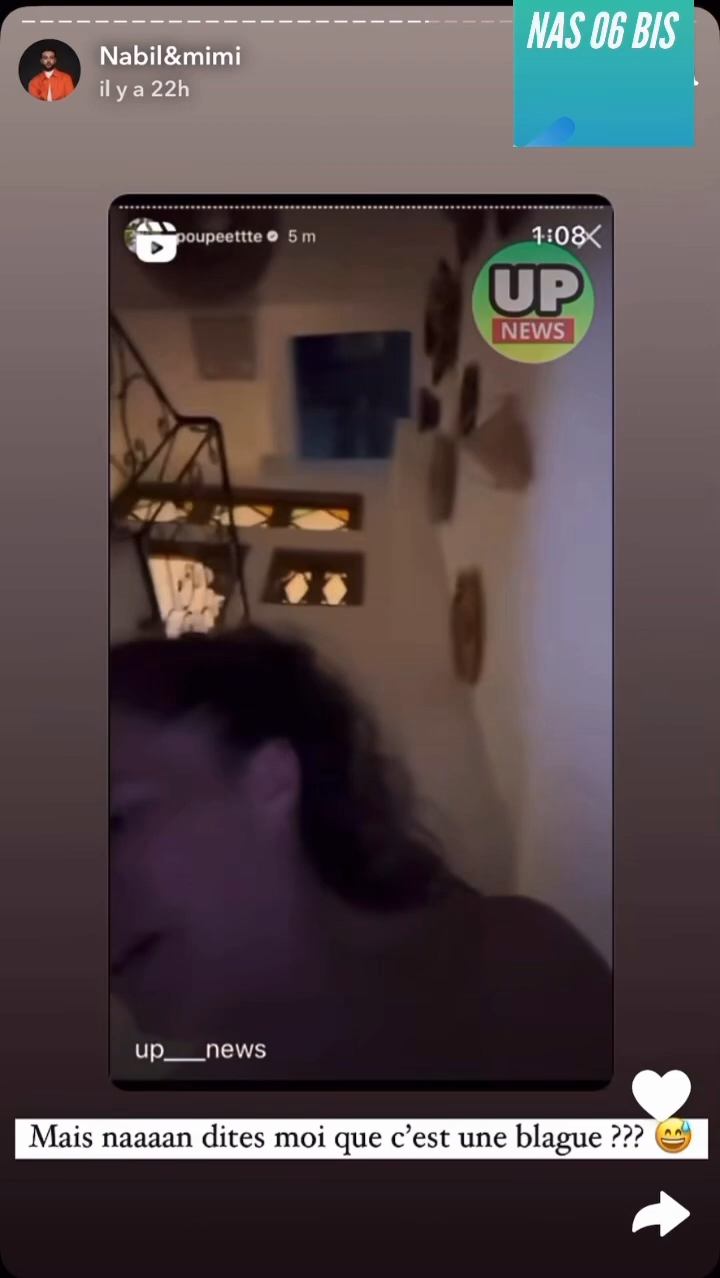 NAS 06 BIS
Nabil&mimi
il y a 22h
poupeettte 5 m
1:08
UP
NEWS
up___news
Mais naaaan dites moi que c’est une blague ??? 😅